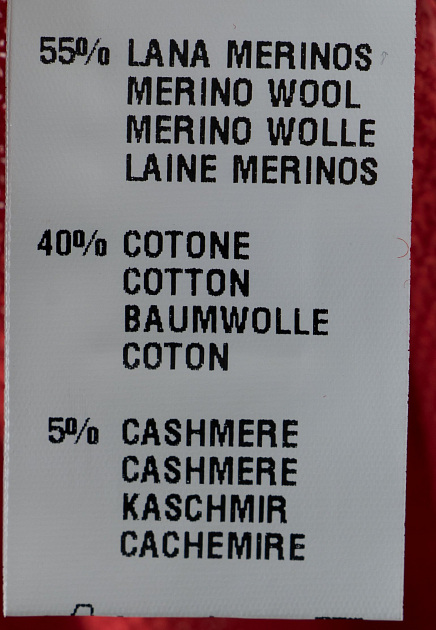 55% LANA MERINOS
MERINO WOOL
MERINO WOLLE
LAINE MERINOS
40% COTONE
COTTON
BAUMWOLLE
COTON
5% CASHMERE
CASHMERE
KASCHMIR
CACHEMIRE